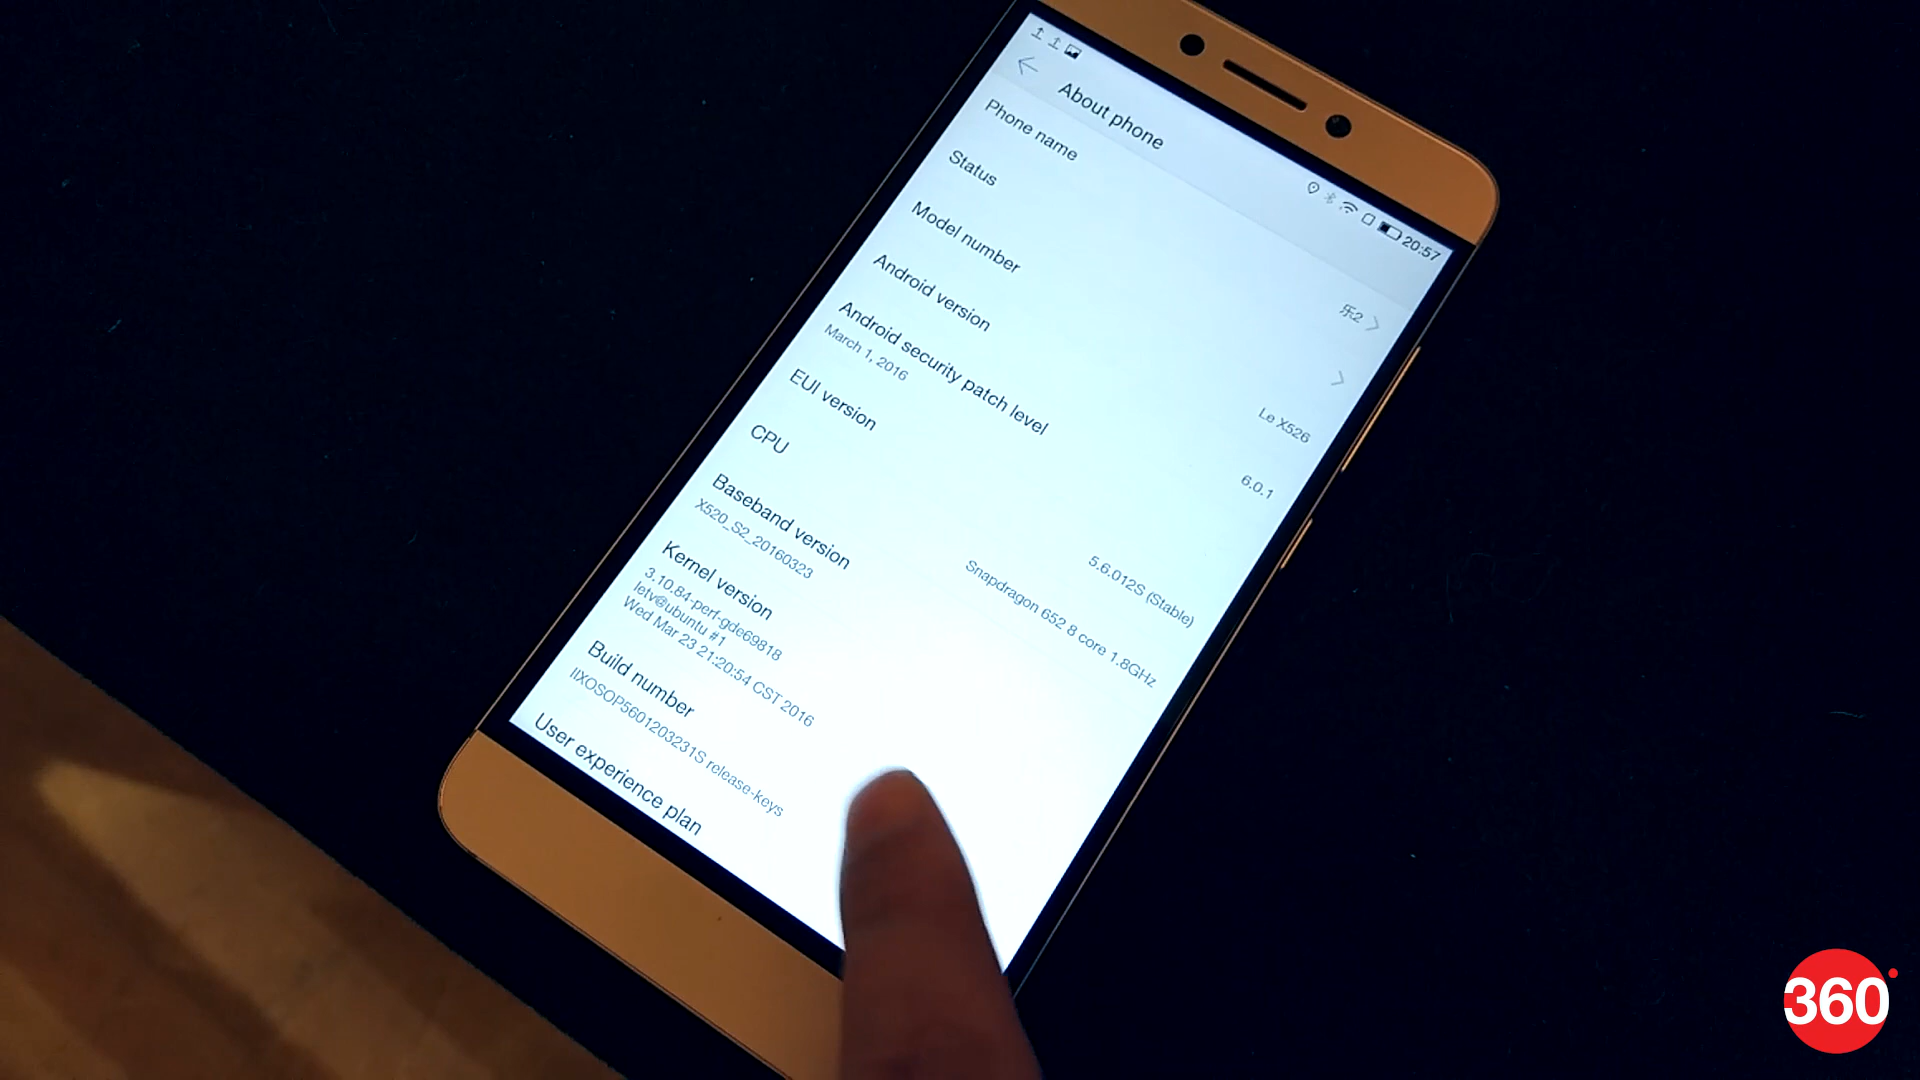 20:57
About phone
Phone name
乐2
Status
Model number
Le X526
Android version
6.0.1
Android security patch level
March 1, 2016
EUI version
5.6.012S (Stable)
CPU
Snapdragon 652 8 core 1.8GHz
Baseband version
X520_S2_20160323
Kernel version
3.10.84-perf-gde69818
letv@ubuntu #1
Wed Mar 23 21:20:54 CST 2016
Build number
IIXOSOP5601203231S release-keys
User experience plan
360